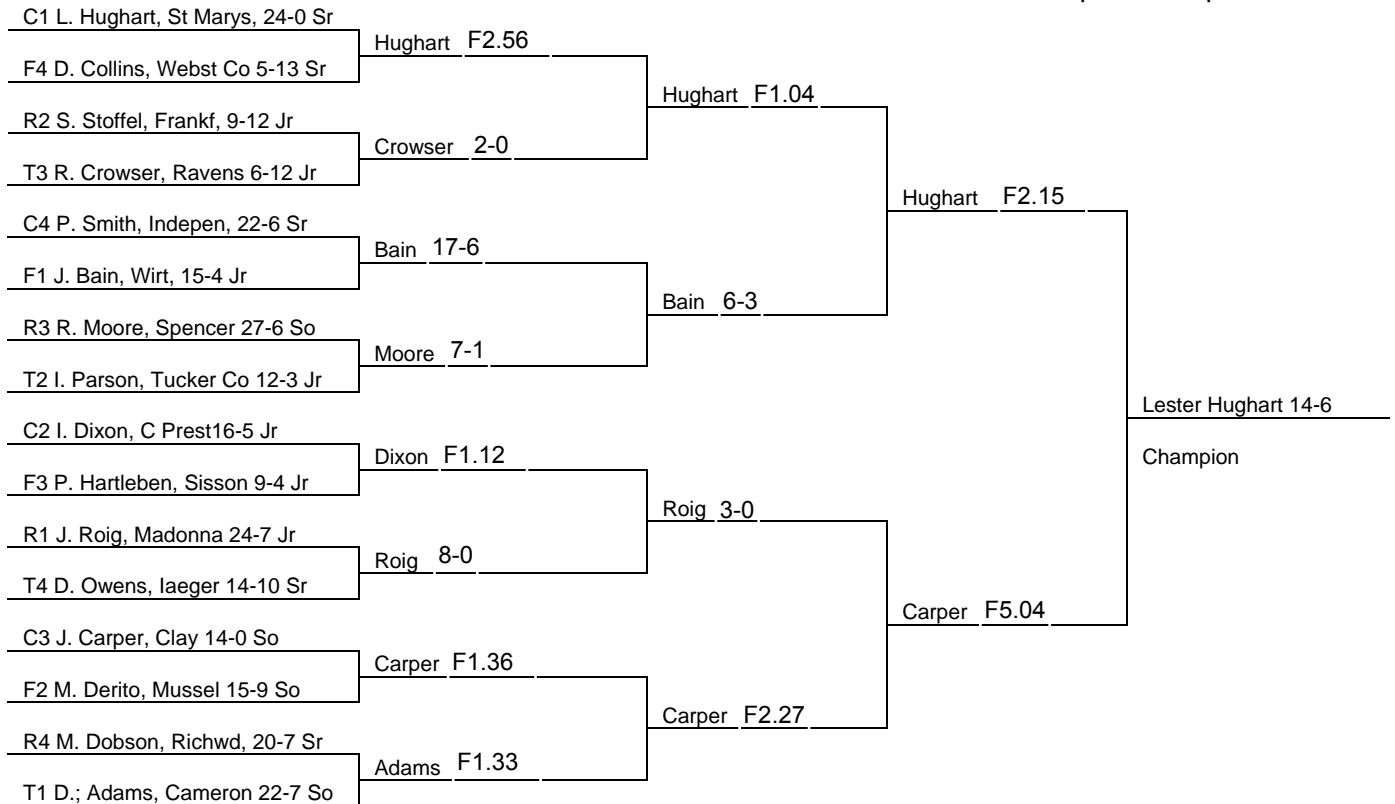 C1 L. Hughart, St Marys, 24-0 Sr
F4 D. Collins, Webst Co 5-13 Sr
R2 S. Stoffel, Frankf, 9-12 Jr
T3 R. Crowser, Ravens 6-12 Jr
C4 P. Smith, Indepen, 22-6 Sr
F1 J. Bain, Wirt, 15-4 Jr
R3 R. Moore, Spencer 27-6 So
T2 I. Parson, Tucker Co 12-3 Jr
C2 I. Dixon, C Prest16-5 Jr
F3 P. Hartleben, Sisson 9-4 Jr
R1 J. Roig, Madonna 24-7 Jr
T4 D. Owens, Iaeger 14-10 Sr
C3 J. Carper, Clay 14-0 So
F2 M. Derito, Mussel 15-9 So
R4 M. Dobson, Richwd, 20-7 Sr
T1 D.; Adams, Cameron 22-7 So
Hughart F2.56
Crowser 2-0
Bain 17-6
Moore 7-1
Dixon F1.12
Roig 8-0
Carper F1.36
Adams F1.33
Hughart F1.04
Bain 6-3
Roig 3-0
Carper F2.27
Hughart F2.15
Carper F5.04
Lester Hughart 14-6
Champion